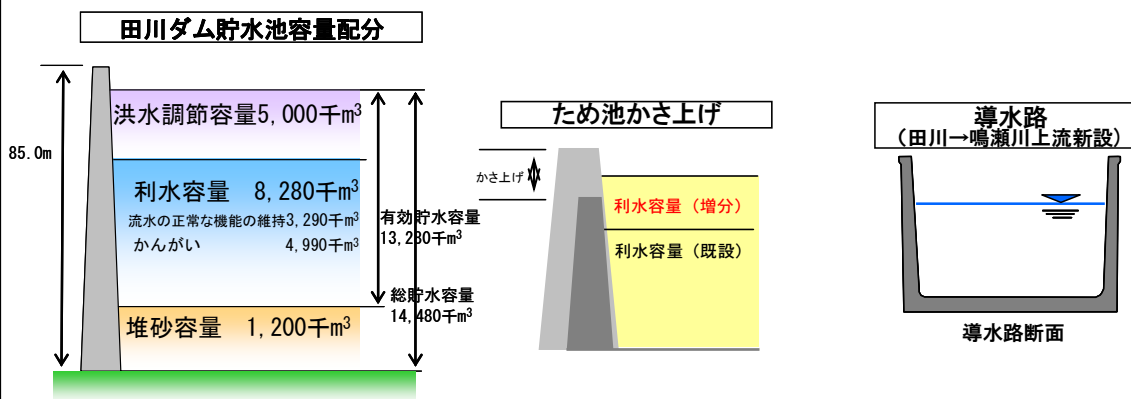 田川ダム貯水池容量配分
85.0m
洪水調節容量5,000千m³
利水容量 8,280千m³
流水の正常な機能の維持3,290千m³
かんがい 4,990千m³
有効貯水容量
13,280千m³
総貯水容量
14,480千m³
堆砂容量 1,200千m³
ため池かさ上げ
かさ上げ
利水容量（増分）
利水容量（既設）
導水路
（田川→鳴瀬川上流新設）
導水路断面